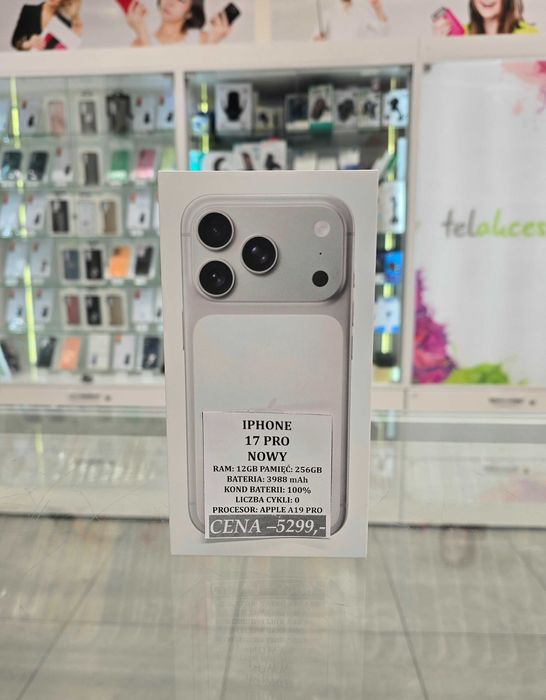 telakces
IPHONE
17 PRO
NOWY
RAM: 12GB PAMIĘĆ: 256GB
BATERIA: 3988 mAh
KOND BATERII: 100%
LICZBA CYKLI: 0
PROCESOR: APPLE A19 PRO
CENA –5299,-